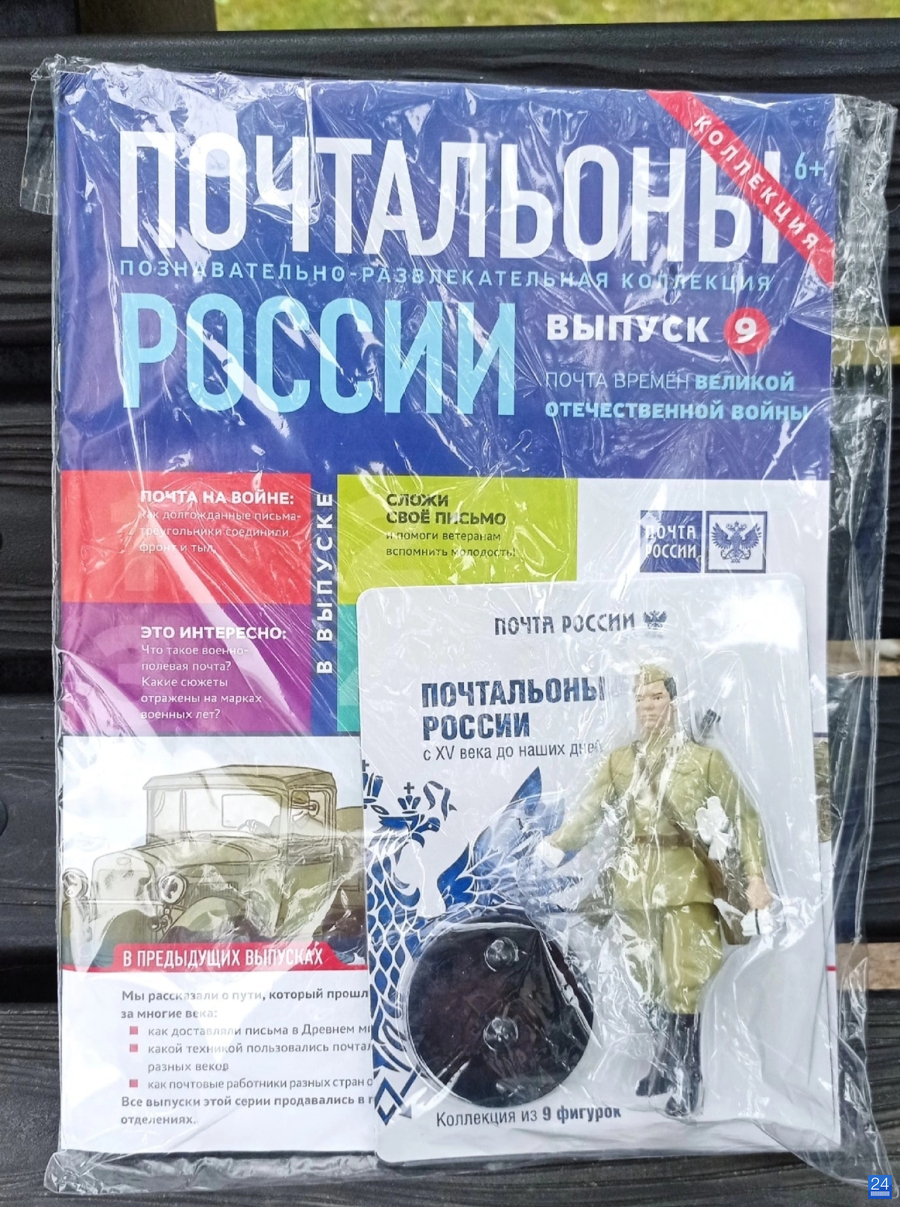 КОЛЛЕКЦИЯ
6+
ПОЧТАЛЬОНЫ
ПОЗНАВАТЕЛЬНО-РАЗВЛЕКАТЕЛЬНАЯ КОЛЛЕКЦИЯ
РОССИИ
ВЫПУСК 9
ПОЧТА ВРЕМЁН ВЕЛИКОЙ
ОТЕЧЕСТВЕННОЙ ВОЙНЫ
В ВЫПУСКЕ
ПОЧТА НА ВОЙНЕ:
как долгожданные письма-
треугольники соединили
фронт и тыл.
СЛОЖИ
СВОЁ ПИСЬМО
и помоги ветеранам
вспомнить молодость!
ПОЧТА
РОССИИ
ЭТО ИНТЕРЕСНО:
Что такое военно-
полевая почта?
Какие сюжеты
отражены на марках
военных лет?
ПОЧТА РОССИИ
ПОЧТАЛЬОНЫ
РОССИИ
с XV века до наших дней
Коллекция из 9 фигурок
В ПРЕДЫДУЩИХ ВЫПУСКАХ
Мы рассказали о пути, который прошл
за многие века:
как доставляли письма в Древнем ми
какой техникой пользовались почтал
разных веков
как почтовые работники разных стран о
Все выпуски этой серии продавались в
отделениях.
24